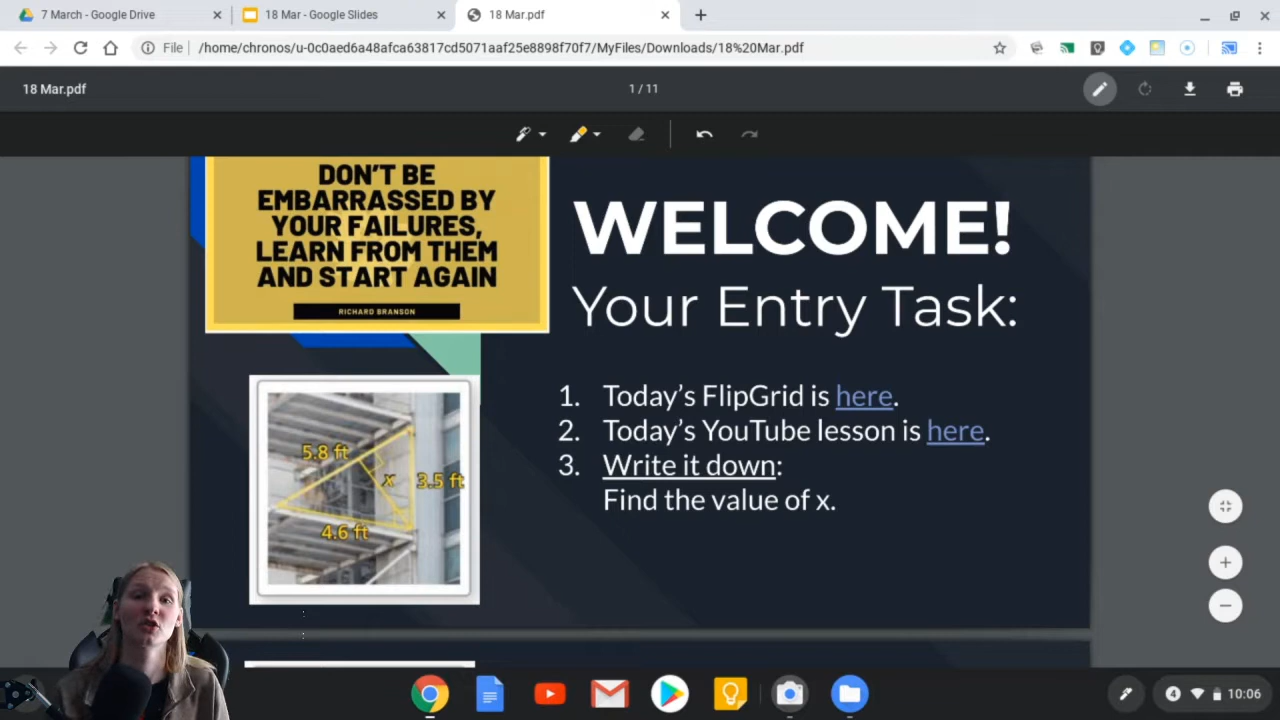 7 March - Google Drive
18 Mar - Google Slides
18 Mar.pdf
File
/home/chronos/u-0c0aed6a48afca63817cd5071aaf25e8898f70f7/MyFiles/Downloads/18%20Mar.pdf
18 Mar.pdf
1 / 11
DON'T BE
EMBARRASSED BY
YOUR FAILURES,
LEARN FROM THEM
AND START AGAIN
RICHARD BRANSON
WELCOME!
Your Entry Task:
1. Today's FlipGrid is here.
2. Today's YouTube lesson is here.
3. Write it down:
Find the value of x.
5.8 ft
x
3.5 ft
4.6 ft
4
10:06